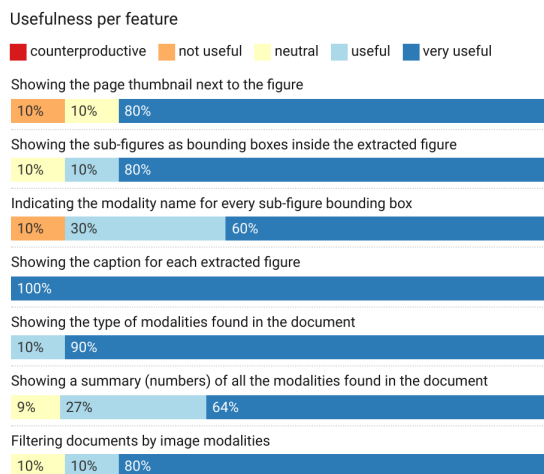 Usefulness per feature
counterproductive not useful neutral useful very useful
Showing the page thumbnail next to the figure
10% 10% 80%
Showing the sub-figures as bounding boxes inside the extracted figure
10% 10% 80%
Indicating the modality name for every sub-figure bounding box
10% 30% 60%
Showing the caption for each extracted figure
100%
Showing the type of modalities found in the document
10% 90%
Showing a summary (numbers) of all the modalities found in the document
9% 27% 64%
Filtering documents by image modalities
10% 10% 80%